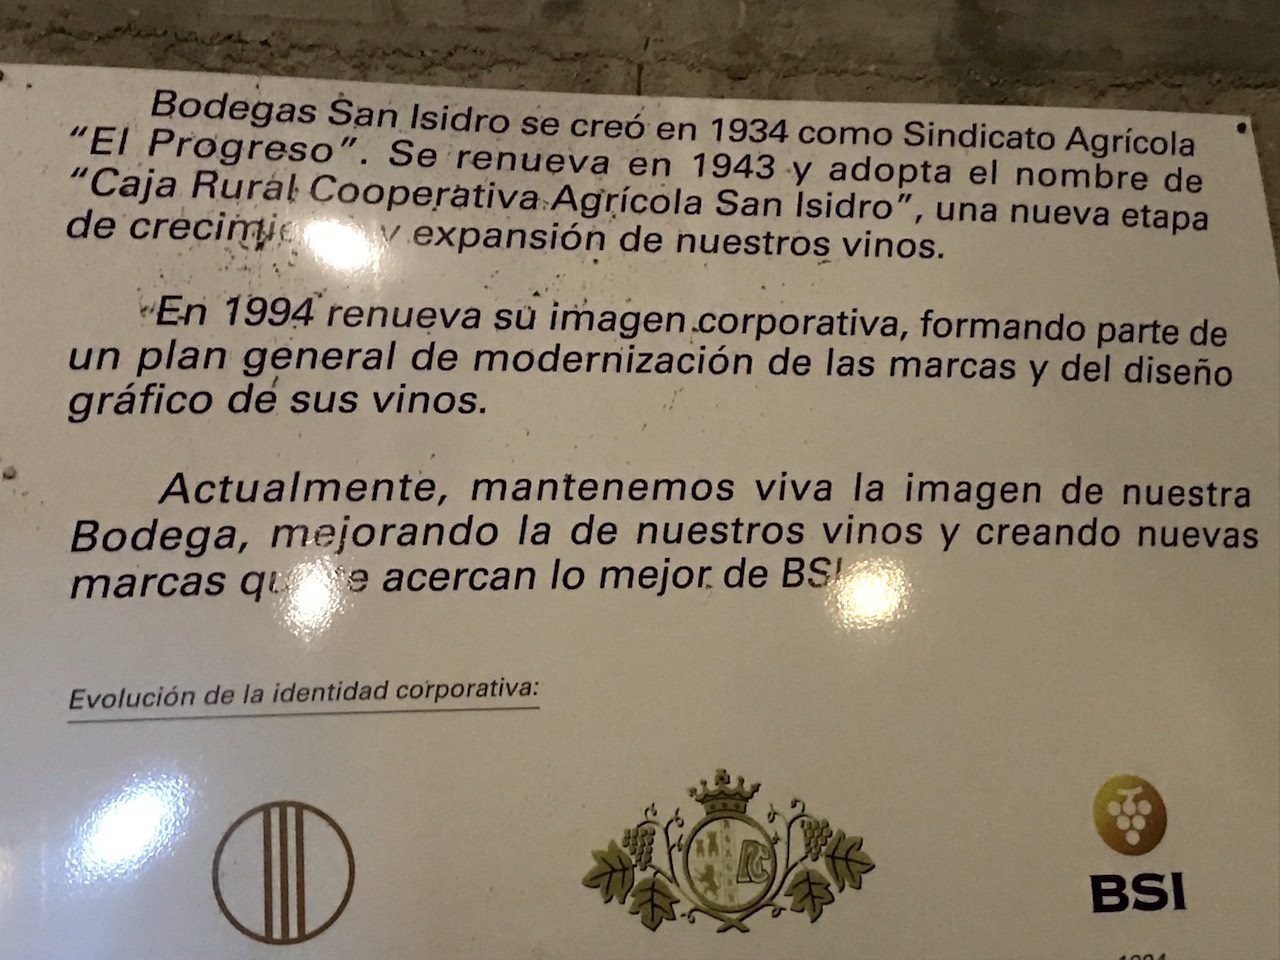 Bodegas San Isidro se creó en 1934 como Sindicato Agrícola
“El Progreso”. Se renueva en 1943 y adopta el nombre de
“Caja Rural Cooperativa Agrícola San Isidro”, una nueva etapa
de y expansión de nuestros vinos.
En 1994 renueva su imagen corporativa, formando parte de
un plan general de modernización de las marcas y del diseño
gráfico de sus vinos.
Actualmente, mantenemos viva la imagen de nuestra
Bodega, mejorando la de nuestros vinos y creando nuevas
marcas acercan lo mejor de BSI
Evolución de la identidad corporativa:
BSI